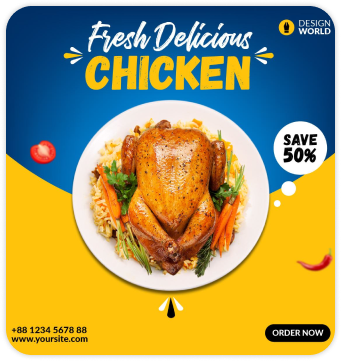 DESIGN
WORLD
Fresh Delicious
CHICKEN
SAVE
50%
+88 1234 5678 88
www.yoursite.com
ORDER NOW